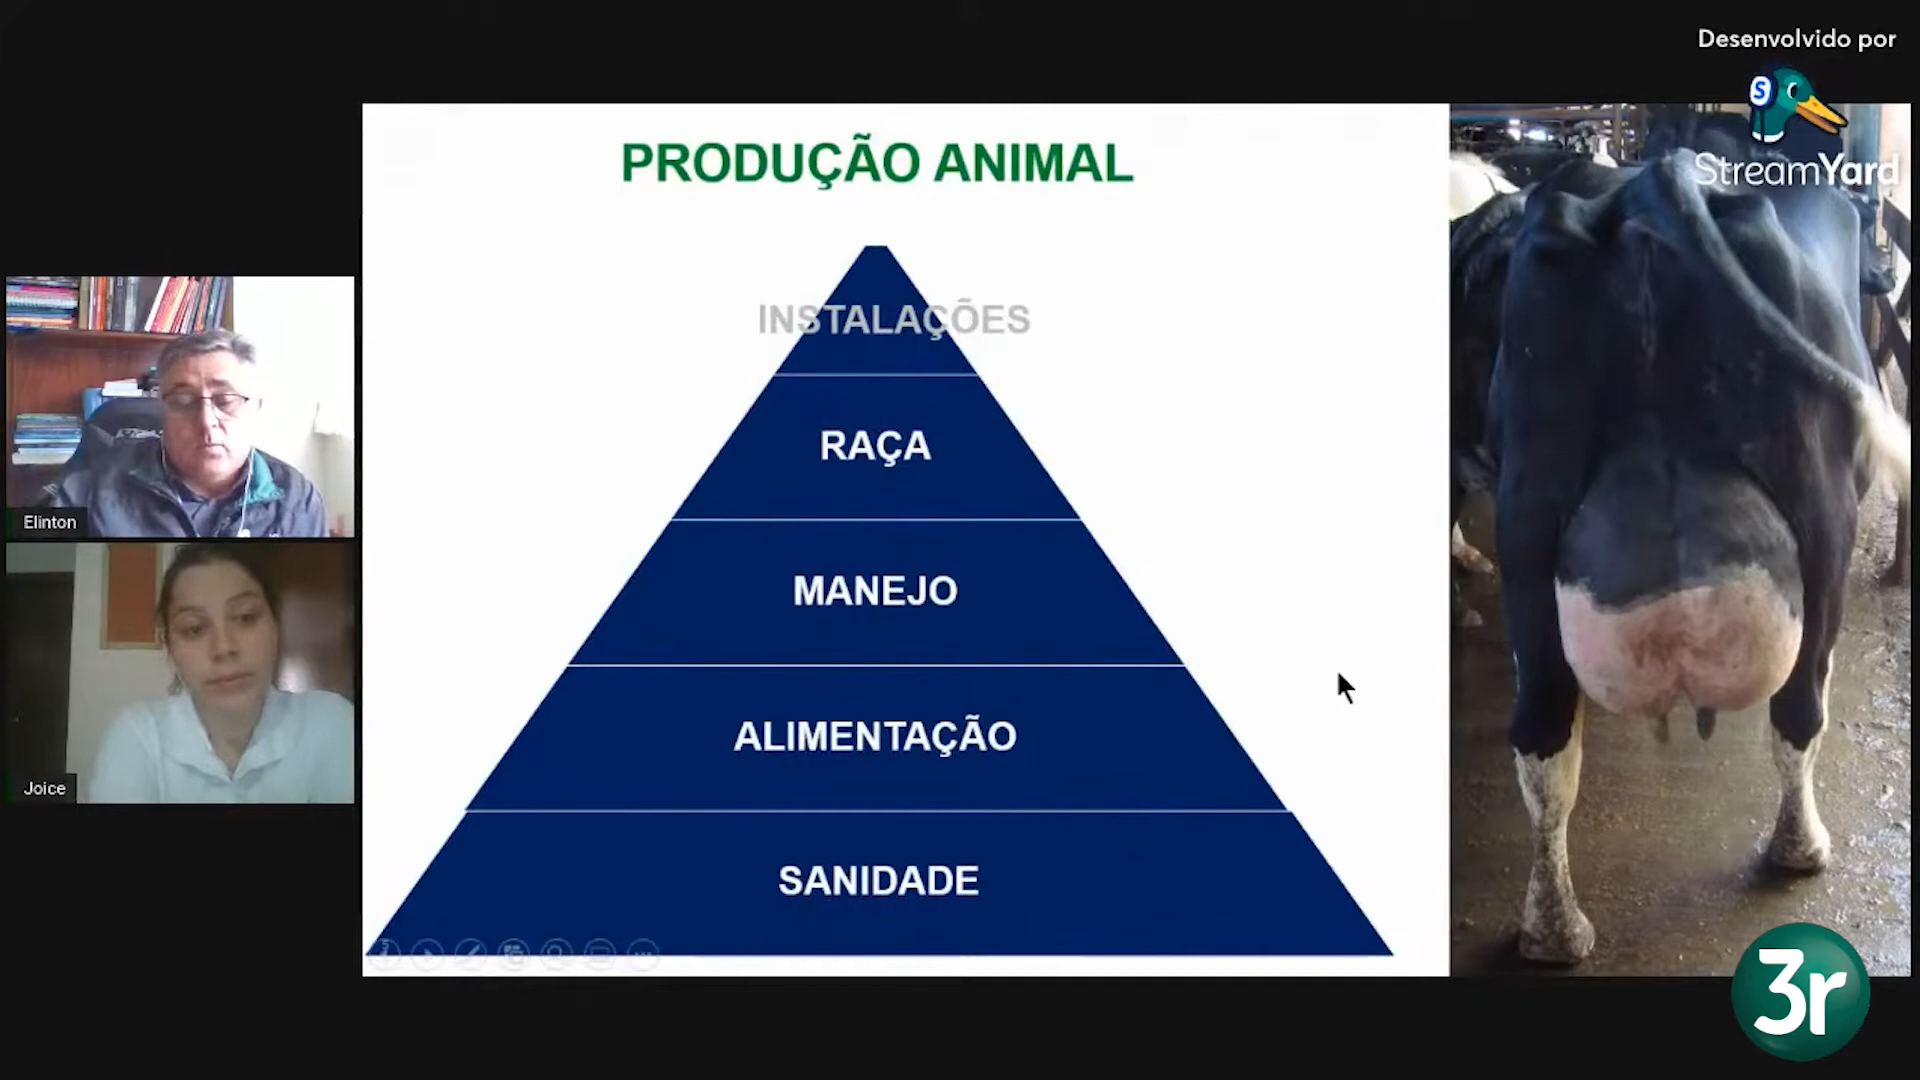 Desenvolvido por
S
StreamYard
PRODUÇÃO ANIMAL
INSTALAÇÕES
RAÇA
MANEJO
ALIMENTAÇÃO
SANIDADE
Elinton
Joice
3r